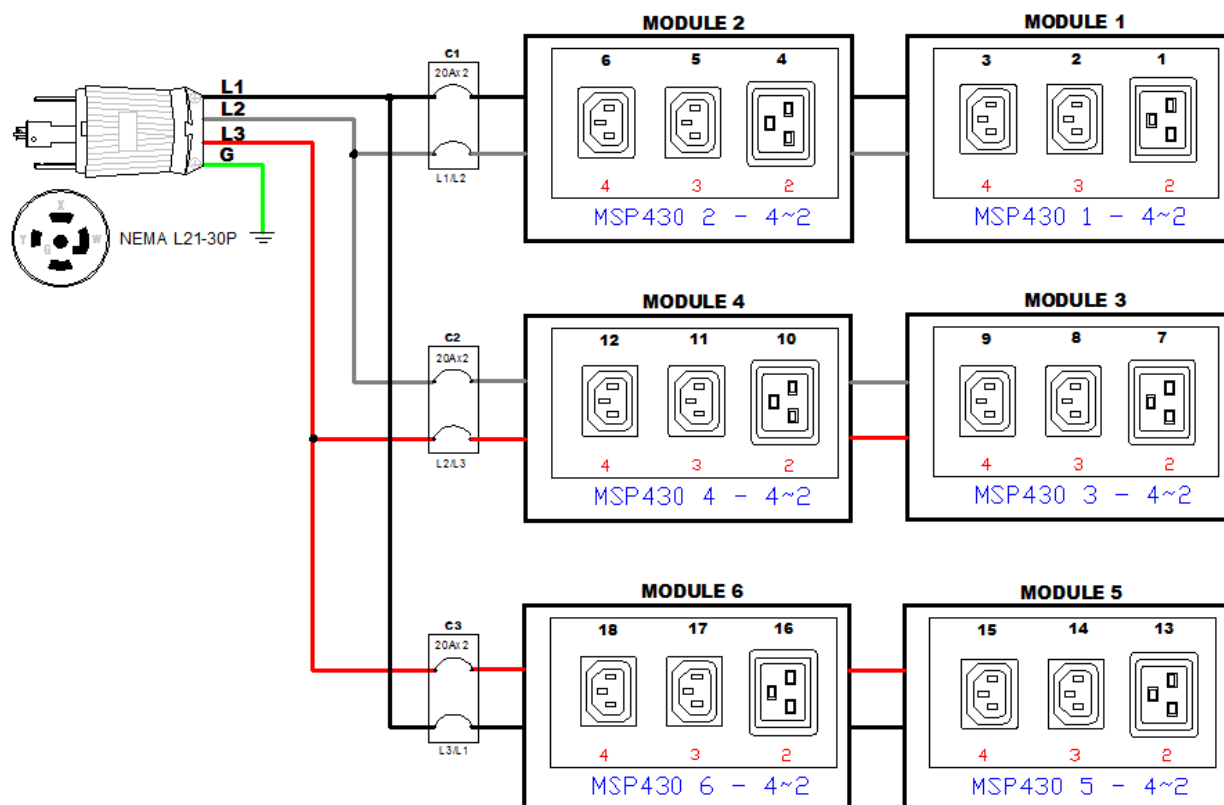 MODULE 2
MODULE 1
C1
20Ax2
L1/L2
6 5 4
3 2 1
L1
L2
L3
G
4 3 2
4 3 2
MSP430 2 - 4~2
MSP430 1 - 4~2
X
Y
W
G
NEMA L21-30P
MODULE 4
MODULE 3
C2
20Ax2
L2/L3
12 11 10
9 8 7
4 3 2
4 3 2
MSP430 4 - 4~2
MSP430 3 - 4~2
MODULE 6
MODULE 5
C3
20Ax2
L3/L1
18 17 16
15 14 13
4 3 2
4 3 2
MSP430 6 - 4~2
MSP430 5 - 4~2